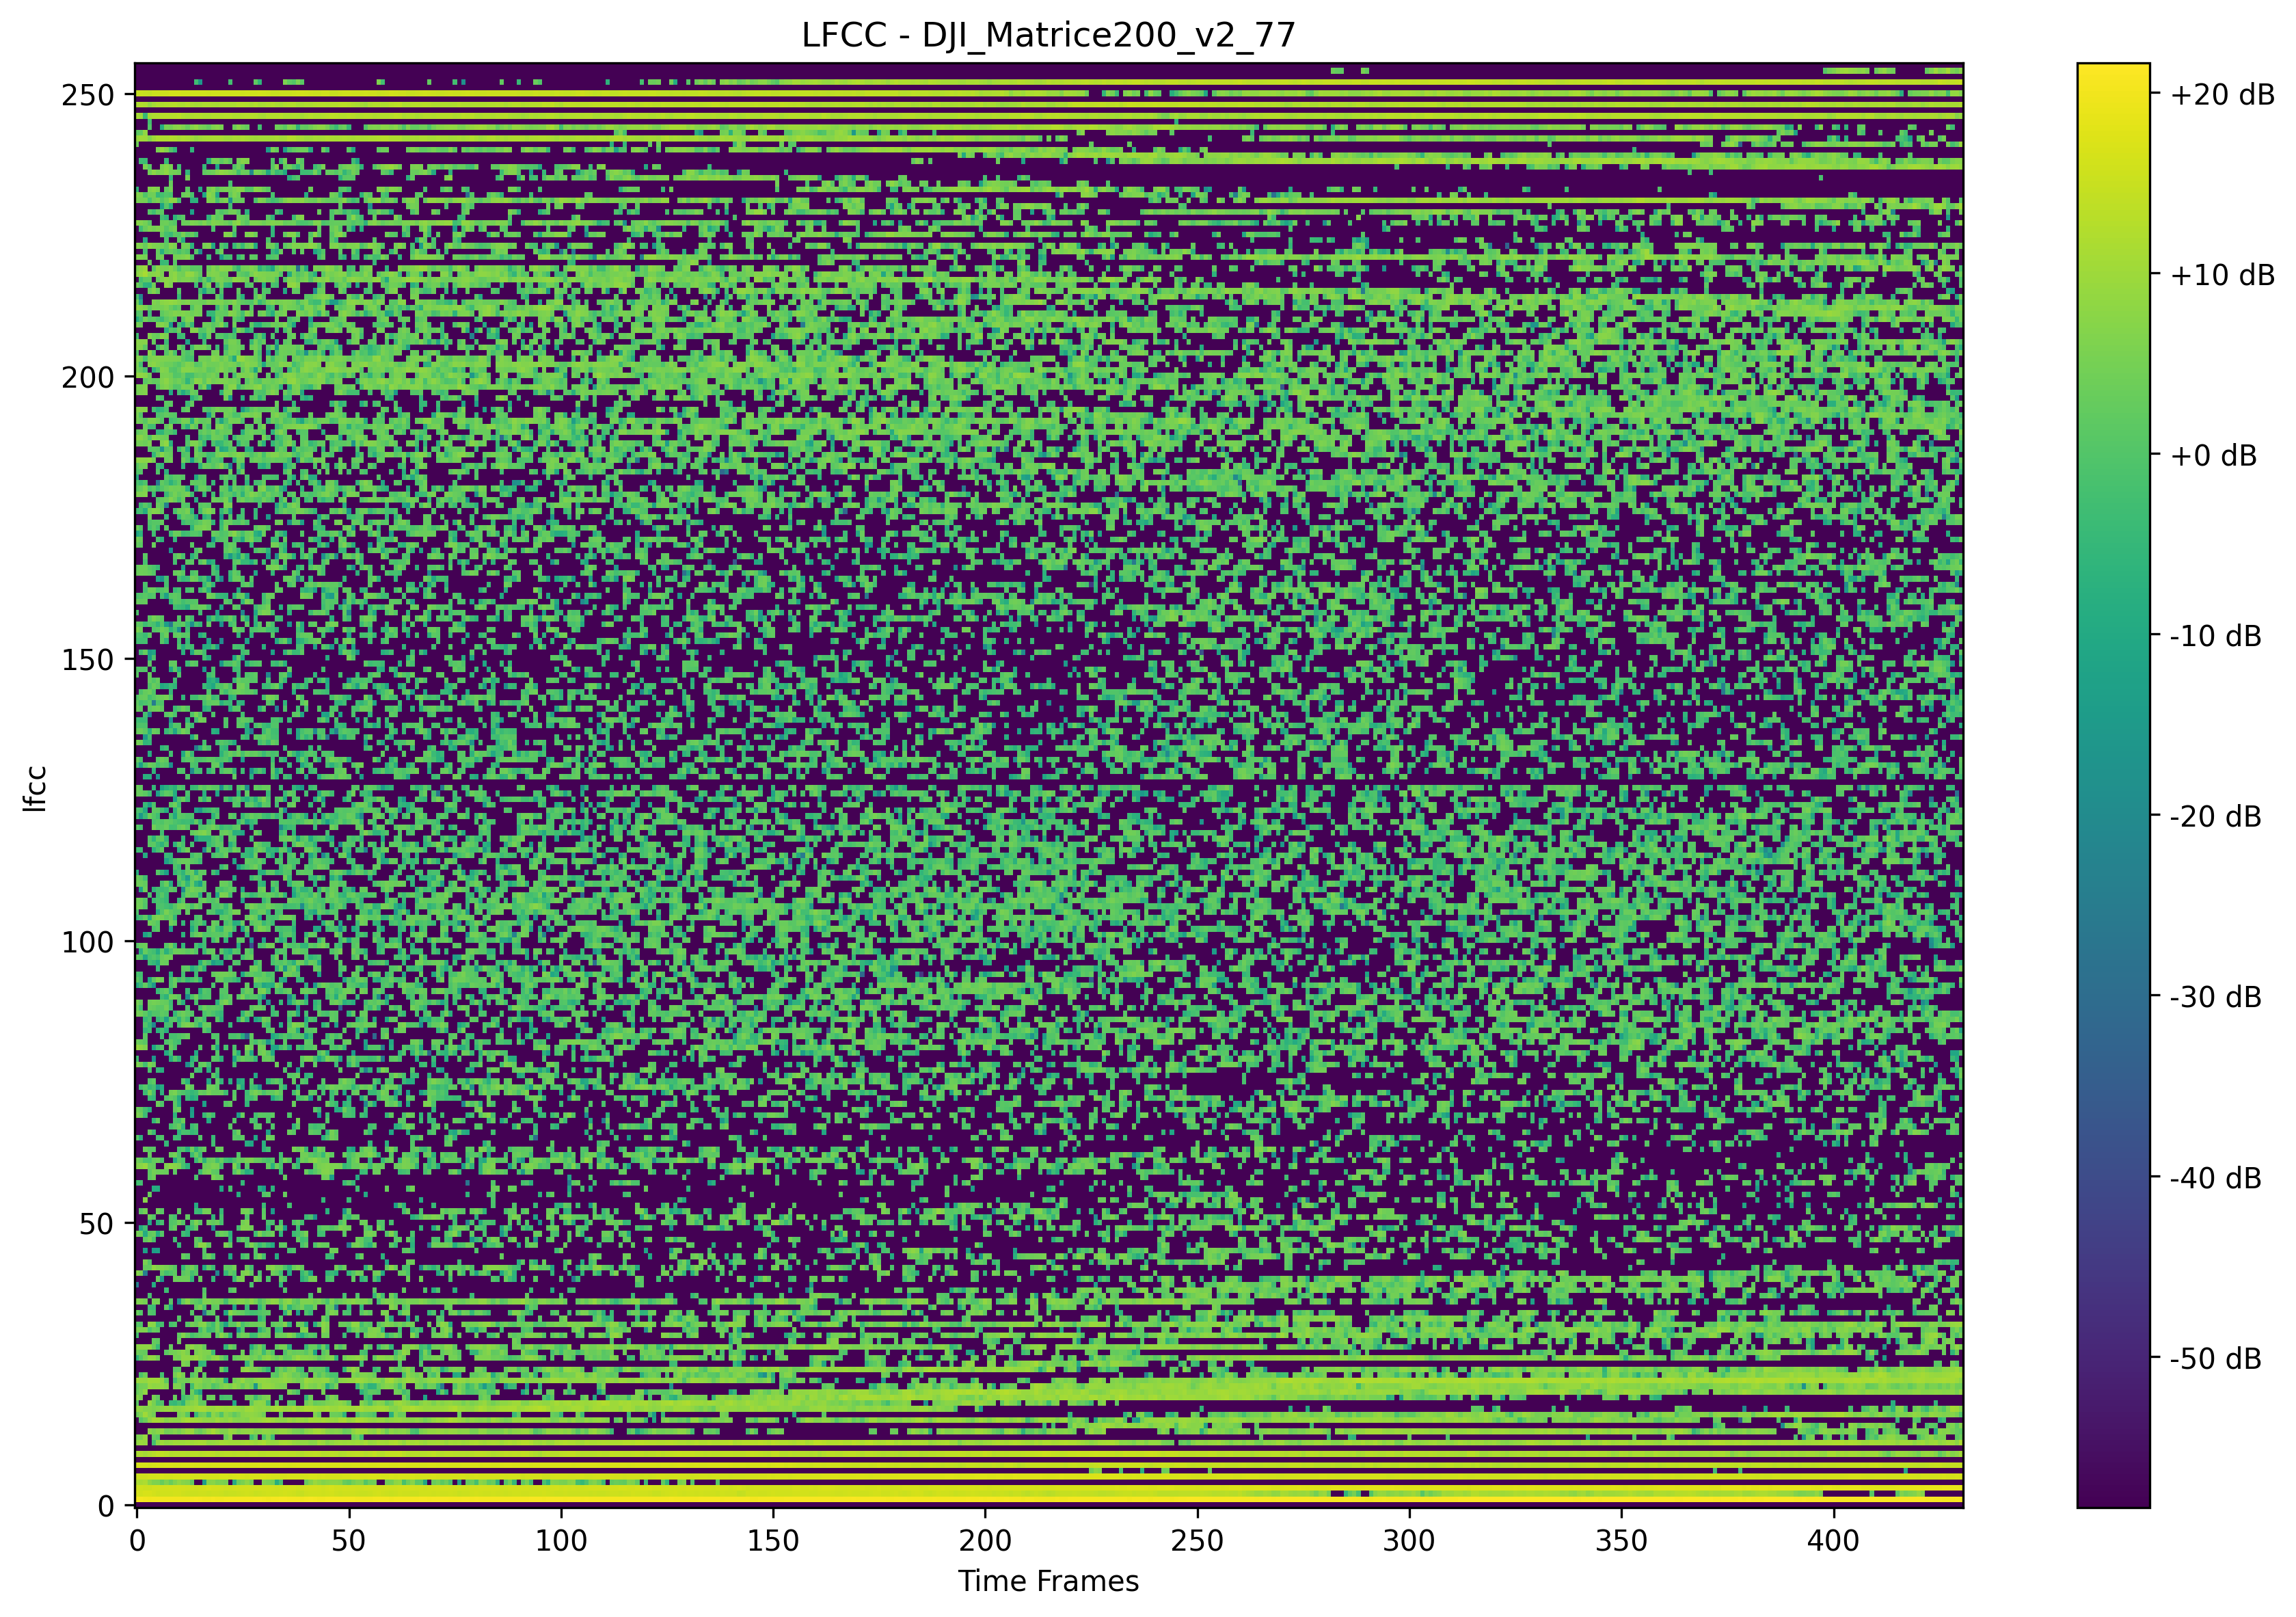 LFCC - DJI_Matrice200_v2_77
lfcc
250
200
150
100
50
0
0 50 100 150 200 250 300 350 400
Time Frames
+20 dB
+10 dB
+0 dB
-10 dB
-20 dB
-30 dB
-40 dB
-50 dB